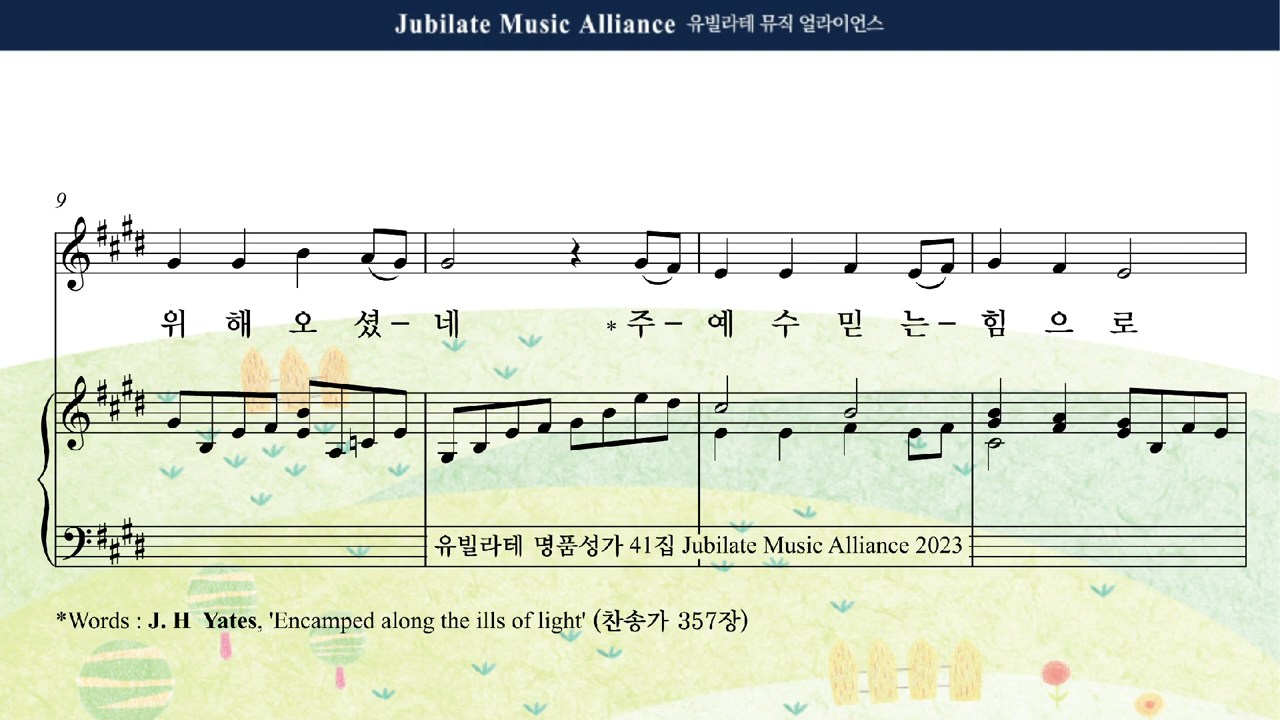 Jubilate Music Alliance 유빌라테 뮤직 얼라이언스
9
위 해 오 셨 – 네 * 주 – 예 수 믿 는 – 힘 으 로
유빌라테 명품성가 41집 Jubilate Music Alliance 2023
*Words : J. H Yates, 'Encamped along the ills of light' (찬송가 357장)